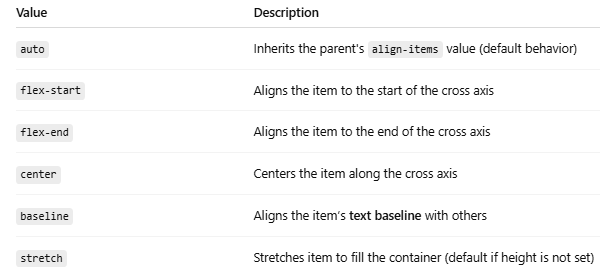 Value Description
auto Inherits the parent's align-items value (default behavior)
flex-start Aligns the item to the start of the cross axis
flex-end Aligns the item to the end of the cross axis
center Centers the item along the cross axis
baseline Aligns the item's text baseline with others
stretch Stretches item to fill the container (default if height is not set)